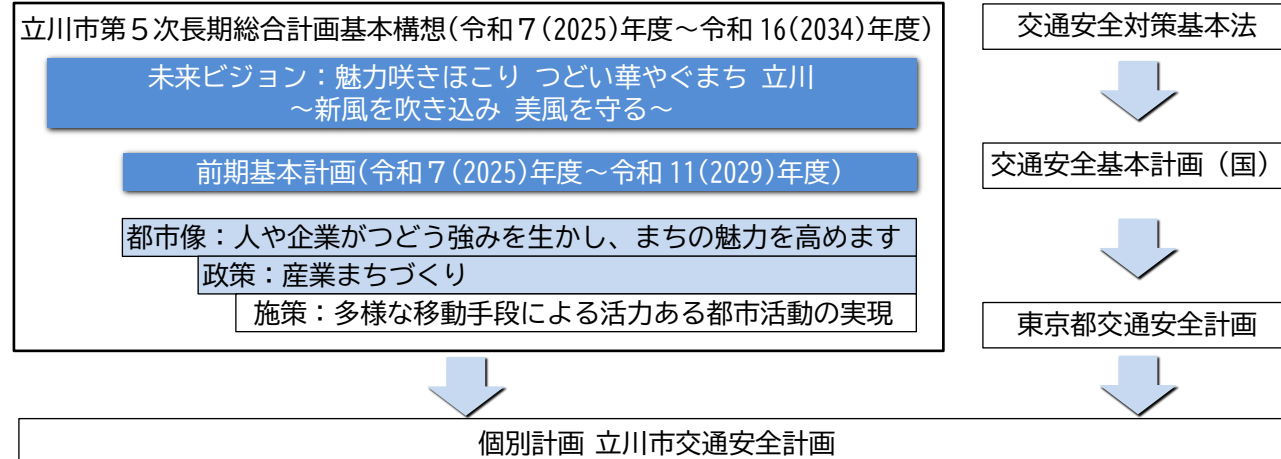 立川市第５次長期総合計画基本構想(令和７(2025)年度～令和16(2034)年度)
未来ビジョン：魅力咲きほこり つどい華やぐまち 立川
～新風を吹き込み 美風を守る～
前期基本計画(令和７(2025)年度～令和11(2029)年度)
都市像：人や企業がつどう強みを生かし、まちの魅力を高めます
政策：産業まちづくり
施策：多様な移動手段による活力ある都市活動の実現
交通安全対策基本法
交通安全基本計画（国）
東京都交通安全計画
個別計画 立川市交通安全計画